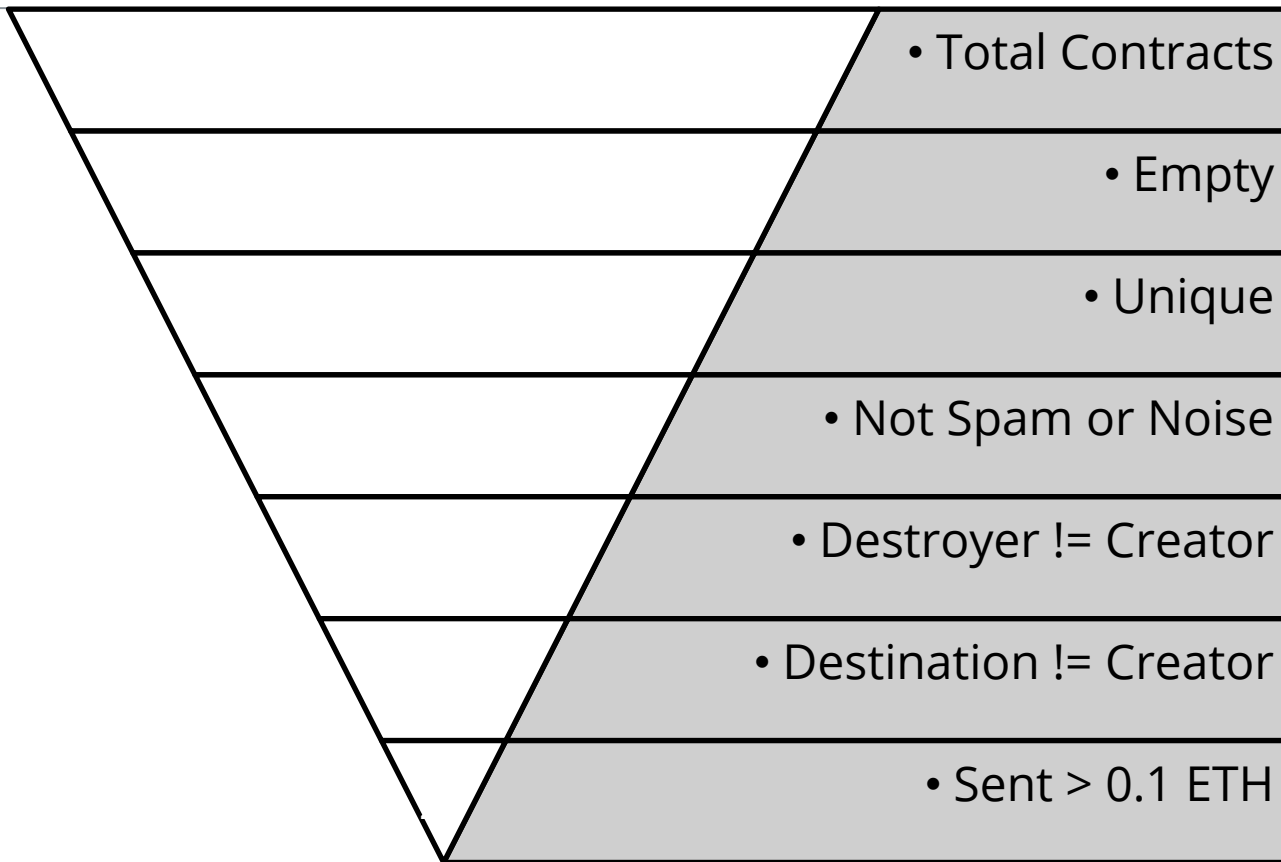 • Total Contracts
• Empty
• Unique
• Not Spam or Noise
• Destroyer != Creator
• Destination != Creator
• Sent > 0.1 ETH